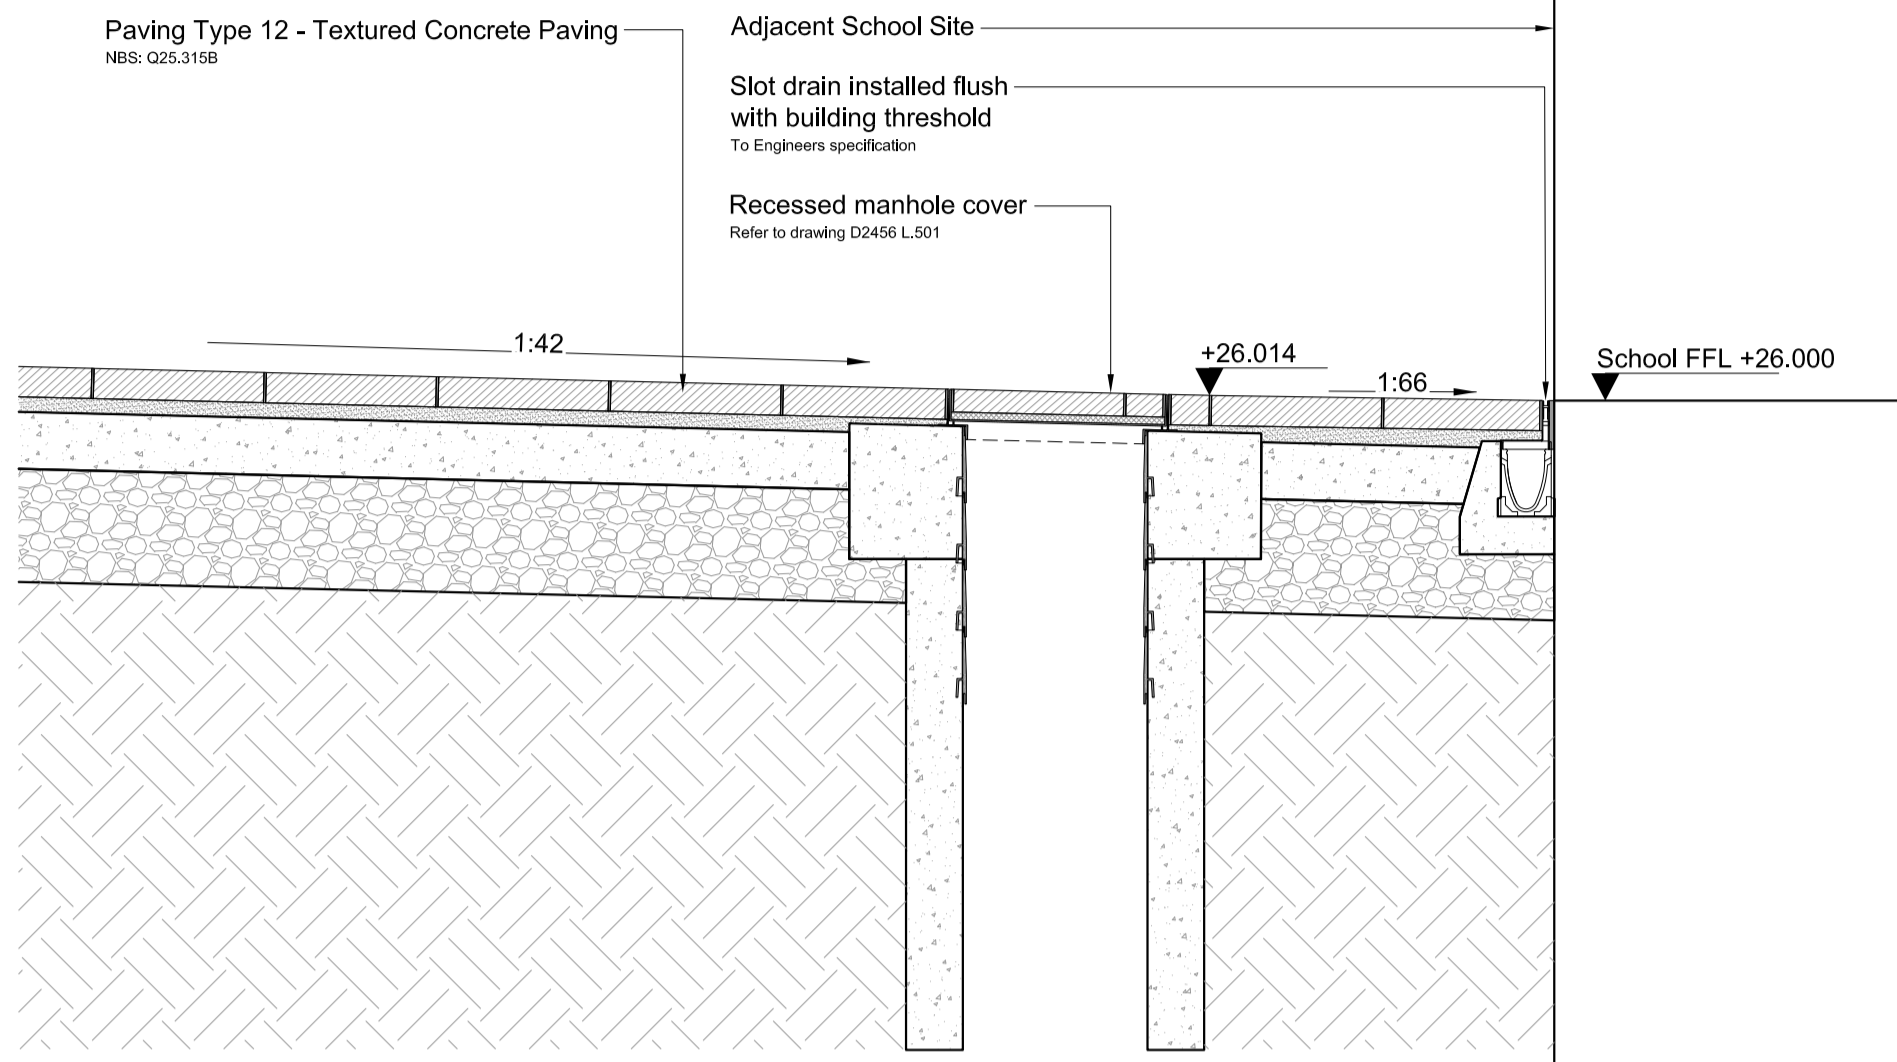 Paving Type 12 - Textured Concrete Paving
NBS: Q25.315B
Adjacent School Site
Slot drain installed flush
with building threshold
To Engineers specification
Recessed manhole cover
Refer to drawing D2456 L.501
1:42
+26.014
1:66
School FFL +26.000